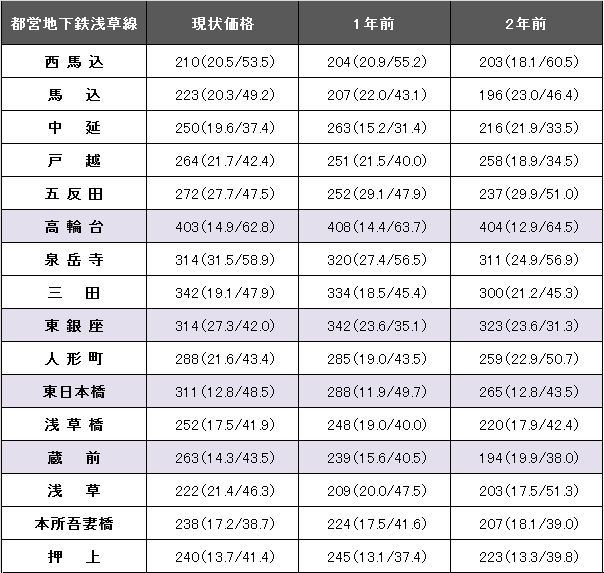 都営地下鉄浅草線 現状価格 1年前 2年前
西馬込 210(20.5/53.5) 204(20.9/55.2) 203(18.1/60.5)
馬込 223(20.3/49.2) 207(22.0/43.1) 196(23.0/46.4)
中延 250(19.6/37.4) 263(15.2/31.4) 216(21.9/33.5)
戸越 264(21.7/42.4) 251(21.5/40.0) 258(18.9/34.5)
五反田 272(27.7/47.5) 252(29.1/47.9) 237(29.9/51.0)
高輪台 403(14.9/62.8) 408(14.4/63.7) 404(12.9/64.5)
泉岳寺 314(31.5/58.9) 320(27.4/56.5) 311(24.9/56.9)
三田 342(19.1/47.9) 334(18.5/45.4) 300(21.2/45.3)
東銀座 314(27.3/42.0) 342(23.6/35.1) 323(23.6/31.3)
人形町 288(21.6/43.4) 285(19.0/43.5) 259(22.9/50.7)
東日本橋 311(12.8/48.5) 288(11.9/49.7) 265(12.8/43.5)
浅草橋 252(17.5/41.9) 248(19.0/40.0) 220(17.9/42.4)
蔵前 263(14.3/43.5) 239(15.6/40.5) 194(19.9/38.0)
浅草 222(21.4/46.3) 209(20.0/47.5) 203(17.5/51.3)
本所吾妻橋 238(17.2/38.7) 224(17.5/41.6) 207(18.1/39.0)
押上 240(13.7/41.4) 245(13.1/37.4) 223(13.3/39.8)